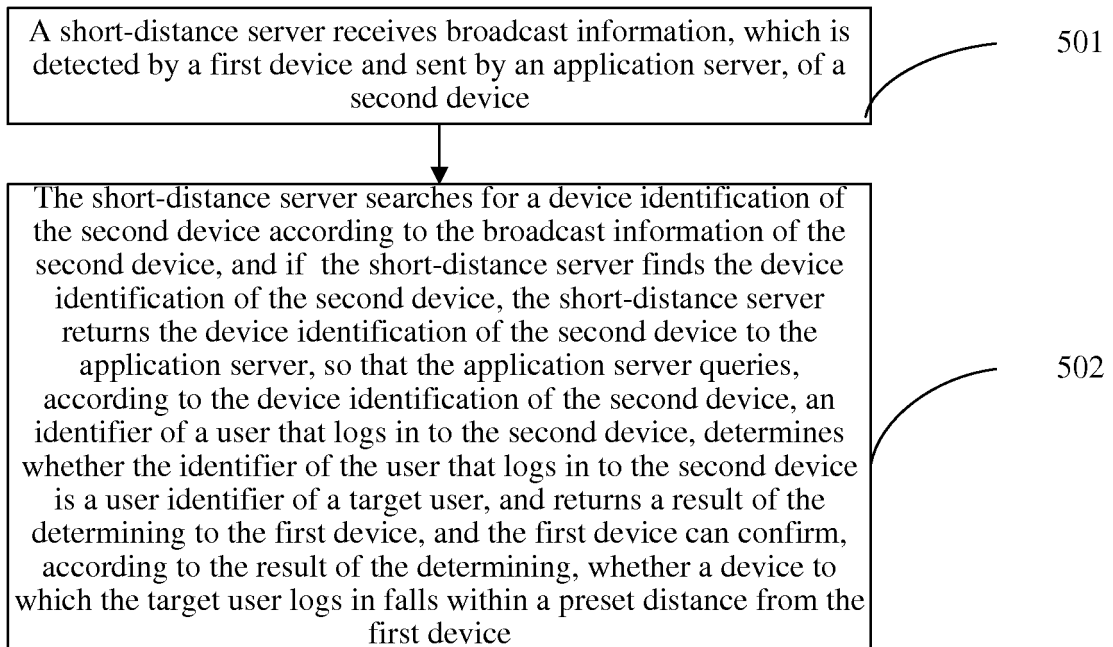 A short-distance server receives broadcast information, which is
detected by a first device and sent by an application server, of a
second device
501
The short-distance server searches for a device identification of
the second device according to the broadcast information of the
second device, and if the short-distance server finds the device
identification of the second device, the short-distance server
returns the device identification of the second device to the
application server, so that the application server queries,
according to the device identification of the second device, an
identifier of a user that logs in to the second device, determines
whether the identifier of the user that logs in to the second device
is a user identifier of a target user, and returns a result of the
determining to the first device, and the first device can confirm,
according to the result of the determining, whether a device to
which the target user logs in falls within a preset distance from the
first device
502